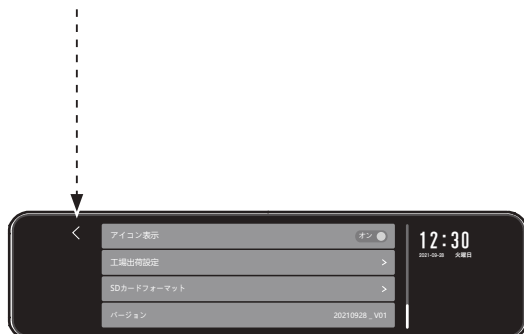 アイコン表示 オン
工場出荷設定 >
SDカードフォーマット >
バージョン 20210928_V01
12:30
2021-09-28 火曜日